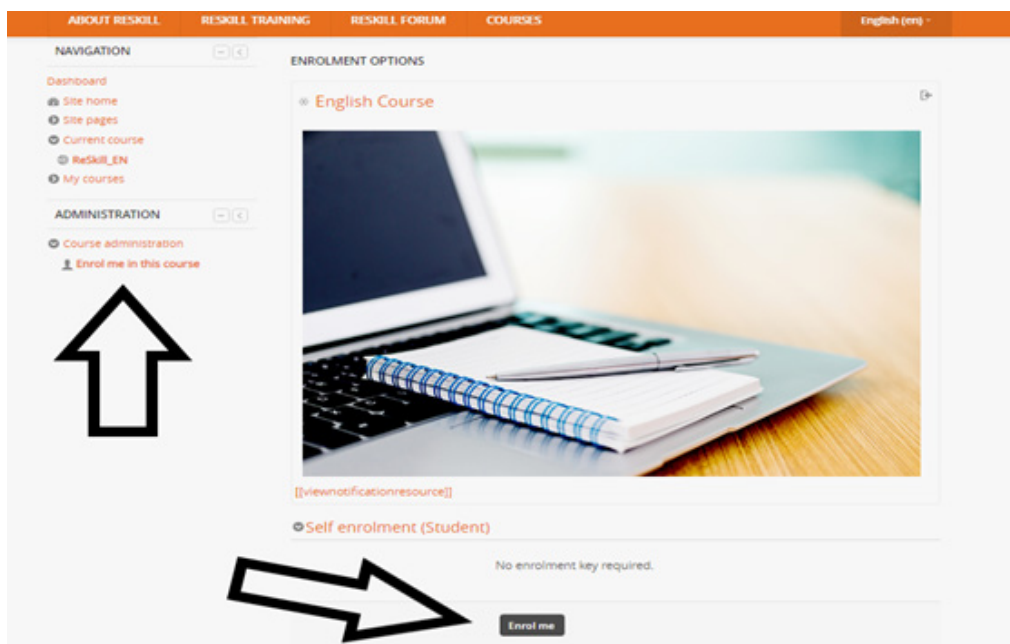 ABOUT RESKILL RESKILL TRAINING RESKILL FORUM COURSES English (en)
NAVIGATION
Dashboard
Site home
Site pages
Current course
ReSkill_EN
My courses
ADMINISTRATION
Course administration
Enrol me in this course
ENROLMENT OPTIONS
English Course
[[viewnotificationresource]]
Self enrolment (Student)
No enrolment key required.
Enrol me